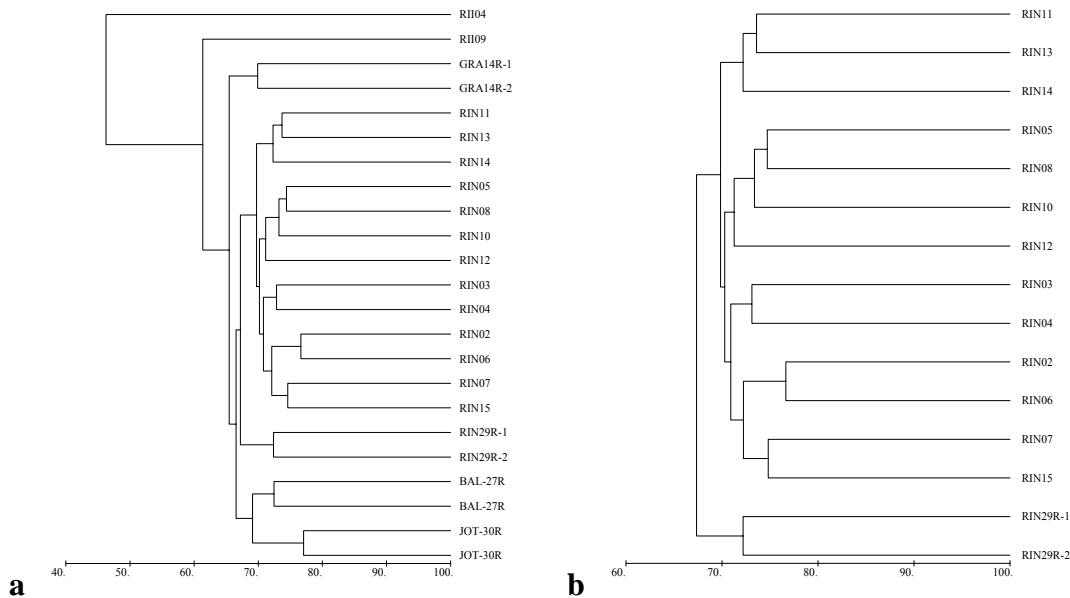 RII04
RII09
GRA14R-1
GRA14R-2
RIN11
RIN13
RIN14
RIN05
RIN08
RIN10
RIN12
RIN03
RIN04
RIN02
RIN06
RIN07
RIN15
RIN29R-1
RIN29R-2
BAL-27R
BAL-27R
JOT-30R
JOT-30R
40. 50. 60. 70. 80. 90. 100.
a
RIN11
RIN13
RIN14
RIN05
RIN08
RIN10
RIN12
RIN03
RIN04
RIN02
RIN06
RIN07
RIN15
RIN29R-1
RIN29R-2
60. 70. 80. 90. 100.
b